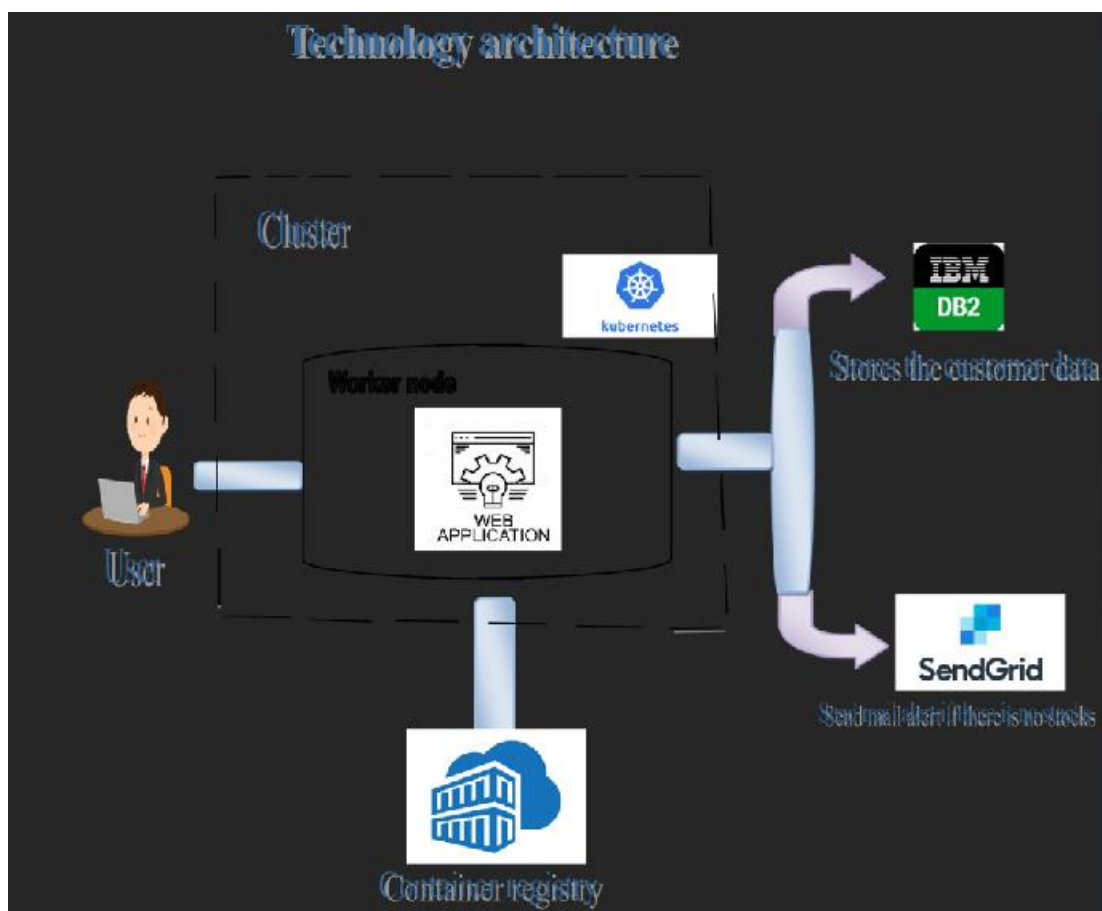 Technology architecture
Cluster
kubernetes
IBM
DB2
Stores the customer data
Worker node
WEB
APPLICATION
User
SendGrid
Send mail alert if there is no stocks
Container registry